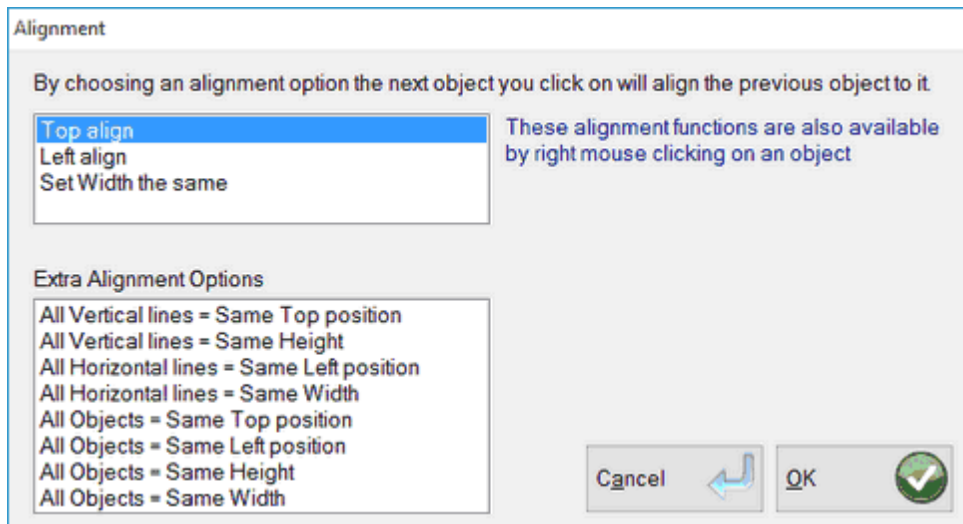 Alignment
By choosing an alignment option the next object you click on will align the previous object to it.
Top align
Left align
Set Width the same
These alignment functions are also available
by right mouse clicking on an object
Extra Alignment Options
All Vertical lines = Same Top position
All Vertical lines = Same Height
All Horizontal lines = Same Left position
All Horizontal lines = Same Width
All Objects = Same Top position
All Objects = Same Left position
All Objects = Same Height
All Objects = Same Width
Cancel
OK